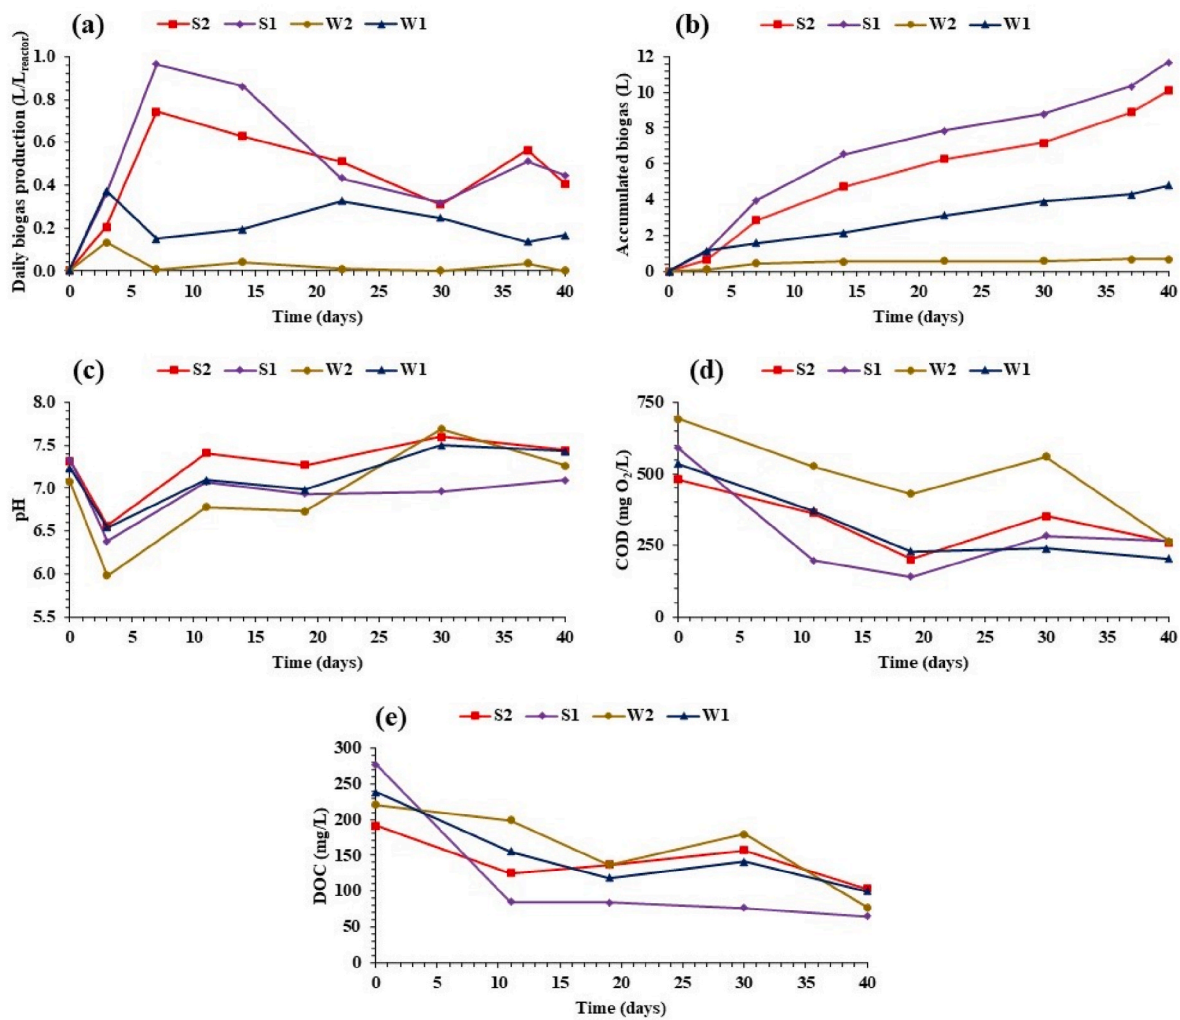 (a)
S2 S1 W2 W1
Daily biogas production (L/Lreactor)
1.0
0.8
0.6
0.4
0.2
0.0
0 5 10 15 20 25 30 35 40
Time (days)
(b)
S2 S1 W2 W1
Accumulated biogas (L)
12
10
8
6
4
2
0
0 5 10 15 20 25 30 35 40
Time (days)
(c)
S2 S1 W2 W1
pH
8.0
7.5
7.0
6.5
6.0
5.5
0 5 10 15 20 25 30 35 40
Time (days)
(d)
S2 S1 W2 W1
COD (mg O2/L)
750
500
250
0
0 5 10 15 20 25 30 35 40
Time (days)
(e)
S2 S1 W2 W1
DOC (mg/L)
300
250
200
150
100
50
0
0 5 10 15 20 25 30 35 40
Time (days)